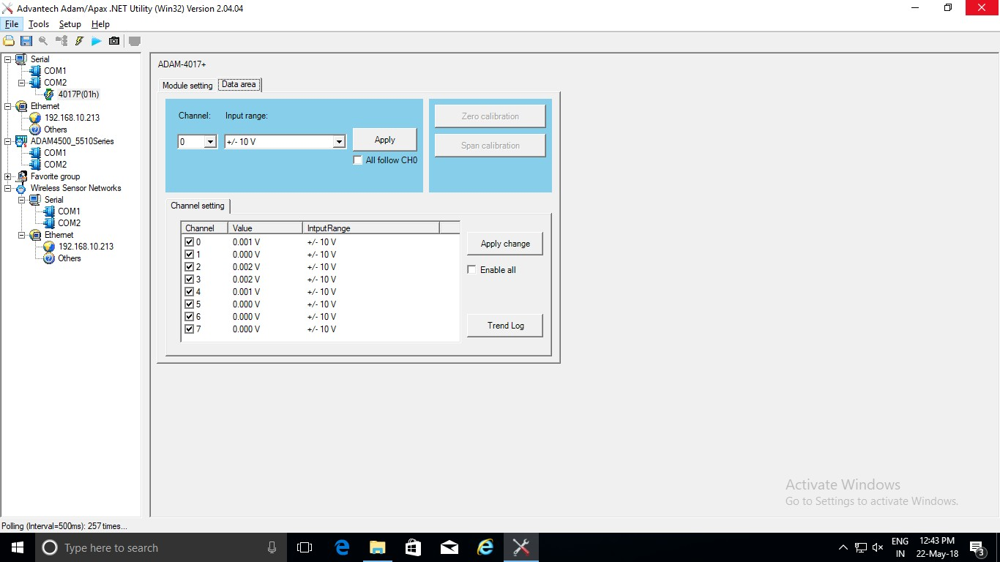 Advantech Adam/Apax .NET Utility (Win32) Version 2.04.04
File Tools Setup Help
Serial
COM1
COM2
4017P(01h)
Ethernet
192.168.10.213
Others
ADAM4500_5510Series
COM1
COM2
Favorite group
Wireless Sensor Networks
Serial
COM1
COM2
Ethernet
192.168.10.213
Others
ADAM-4017+
Module setting Data area
Channel: Input range:
0 +/- 10 V Apply
All follow CH0
Zero calibration
Span calibration
Channel setting
Channel Value IntputRange
0 0.001 V +/- 10 V
1 0.000 V +/- 10 V
2 0.002 V +/- 10 V
3 0.002 V +/- 10 V
4 0.001 V +/- 10 V
5 0.000 V +/- 10 V
6 0.000 V +/- 10 V
7 0.000 V +/- 10 V
Apply change
Enable all
Trend Log
Activate Windows
Go to Settings to activate Windows.
Polling (Interval=500ms): 257 times...
Type here to search
ENG
IN
12:43 PM
22-May-18
3